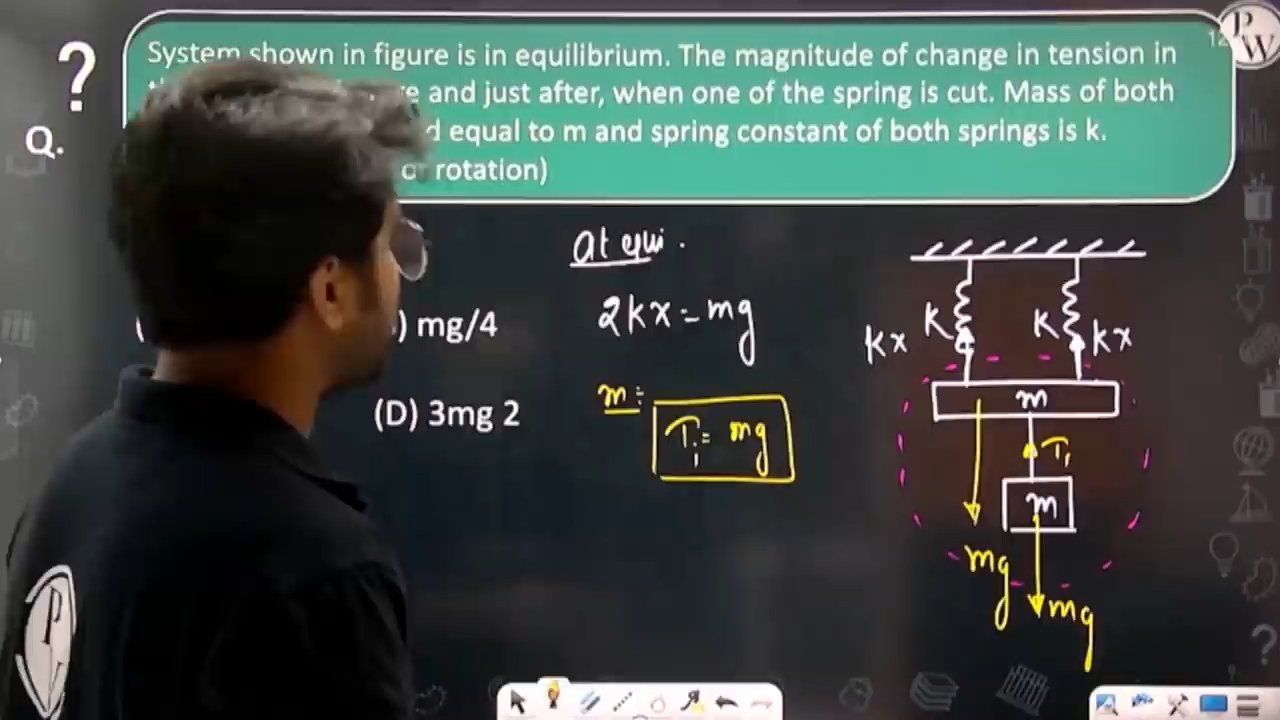 ?
Q.
System shown in figure is in equilibrium. The magnitude of change in tension in
and just after, when one of the spring is cut. Mass of both
equal to m and spring constant of both springs is k.
rotation)
) mg/4
(D) 3mg 2
At equi.
2kx = mg
m:
T₁ = mg
kx K K kx
m
T₁
m
mg
mg
P
W
P